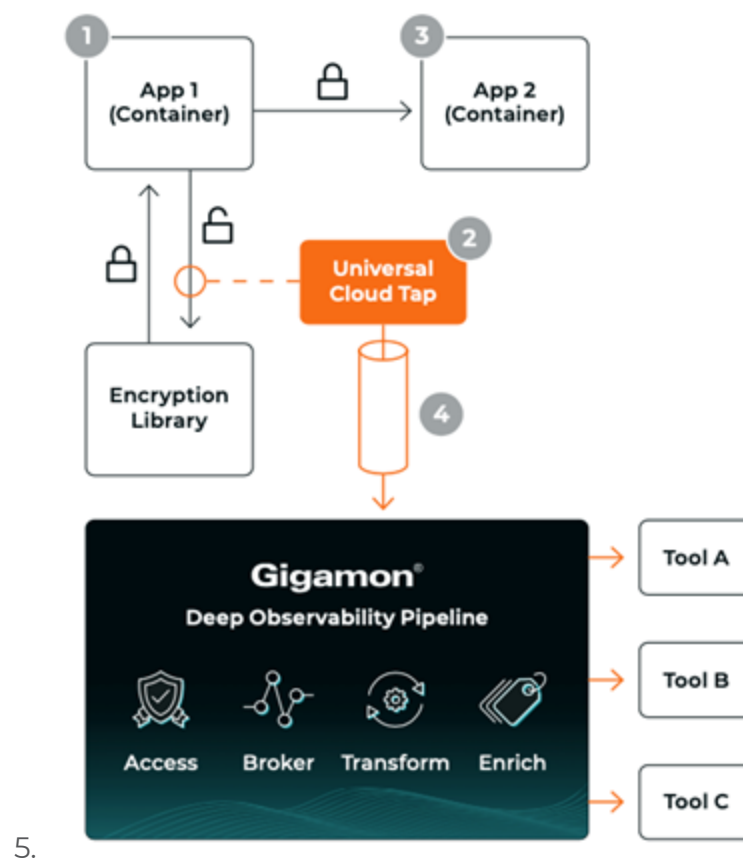 1
3
App 1
(Container)
App 2
(Container)
2
Universal
Cloud Tap
Encryption
Library
4
Gigamon®
Deep Observability Pipeline
Access
Broker
Transform
Enrich
Tool A
Tool B
Tool C
5.